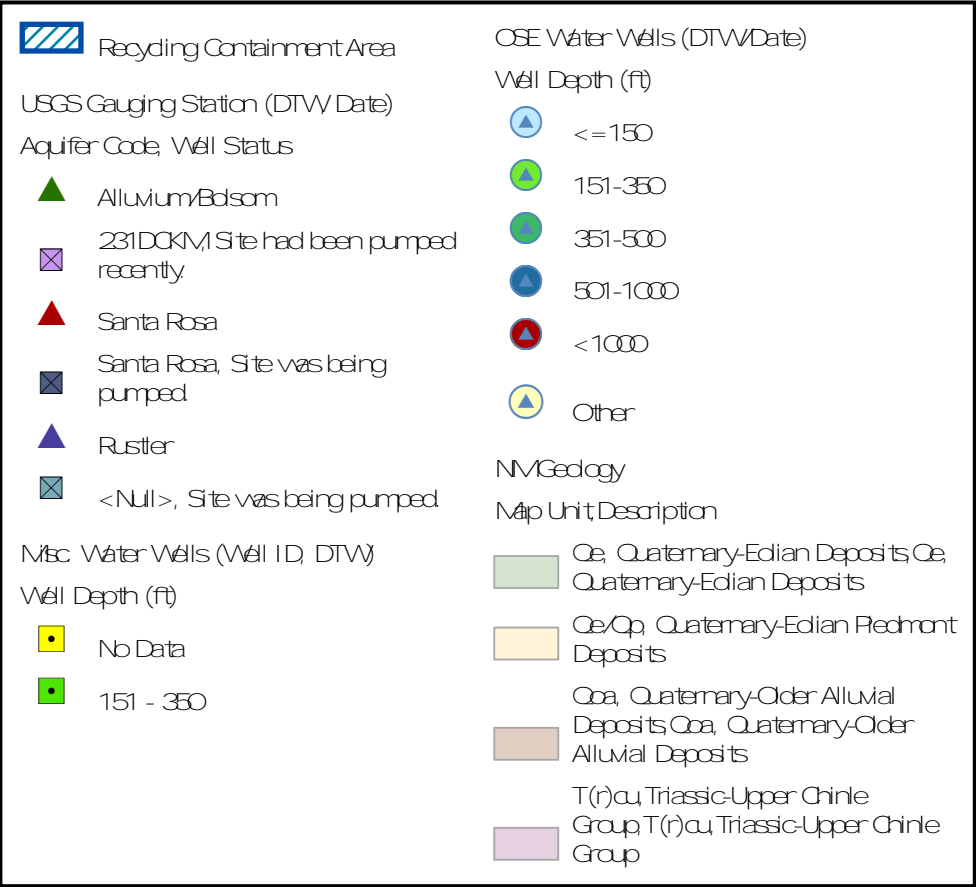 Recycling Containment Area
USGS Gauging Station (DTW, Date)
Aquifer Code, Well Status
Alluvium/Bolsom
231DCKM, Site had been pumped
recently.
Santa Rosa
Santa Rosa, Site was being
pumped.
Rustler
<Null>, Site was being pumped.
Misc. Water Wells (Well ID, DTW)
Well Depth (ft)
No Data
151 - 350
OSE Water Wells (DTW/Date)
Well Depth (ft)
<=150
151-350
351-500
501-1000
<1000
Other
NM Geology
Map Unit, Description
Qe, Quaternary-Eolian Deposits, Qe,
Quaternary-Eolian Deposits
Qe/Qp, Quaternary-Eolian Piedmont
Deposits
Qoa, Quaternary-Older Alluvial
Deposits, Qoa, Quaternary-Older
Alluvial Deposits
T(r)cu, Triassic-Upper Chinle
Group, T(r)cu, Triassic-Upper Chinle
Group